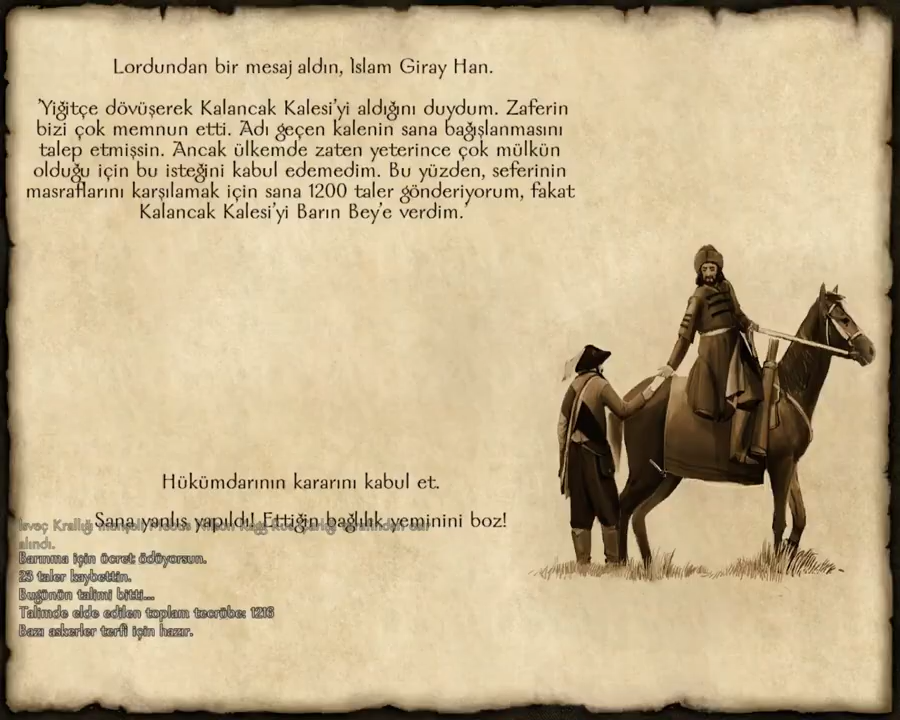 Lordundan bir mesaj aldın, Islam Giray Han.
'Yiğitçe dövüşerek Kalancak Kalesi'yi aldığını duydum. Zaferin
bizi çok memnun etti. Adı geçen kalenin sana bağışlanmasını
talep etmişsin. Ancak ülkemde zaten yeterince çok mülkün
olduğu için bu isteğini kabul edemedim. Bu yüzden, seferinin
masraflarını karşılamak için sana 1200 taler gönderiyorum, fakat
Kalancak Kalesi'yi Barın Bey'e verdim.'
Hükümdarının kararını kabul et.
Sana yanlış yapıldı! Ettiğin bağlılık yeminini boz!
İsveç Krallığı
alındı.
Barınma için ücret ödüyorsun.
23 taler kaybettin.
Bugünün talimi bitti...
Talimde elde edilen toplam tecrübe: 1216
Bazı askerler terfi için hazır.